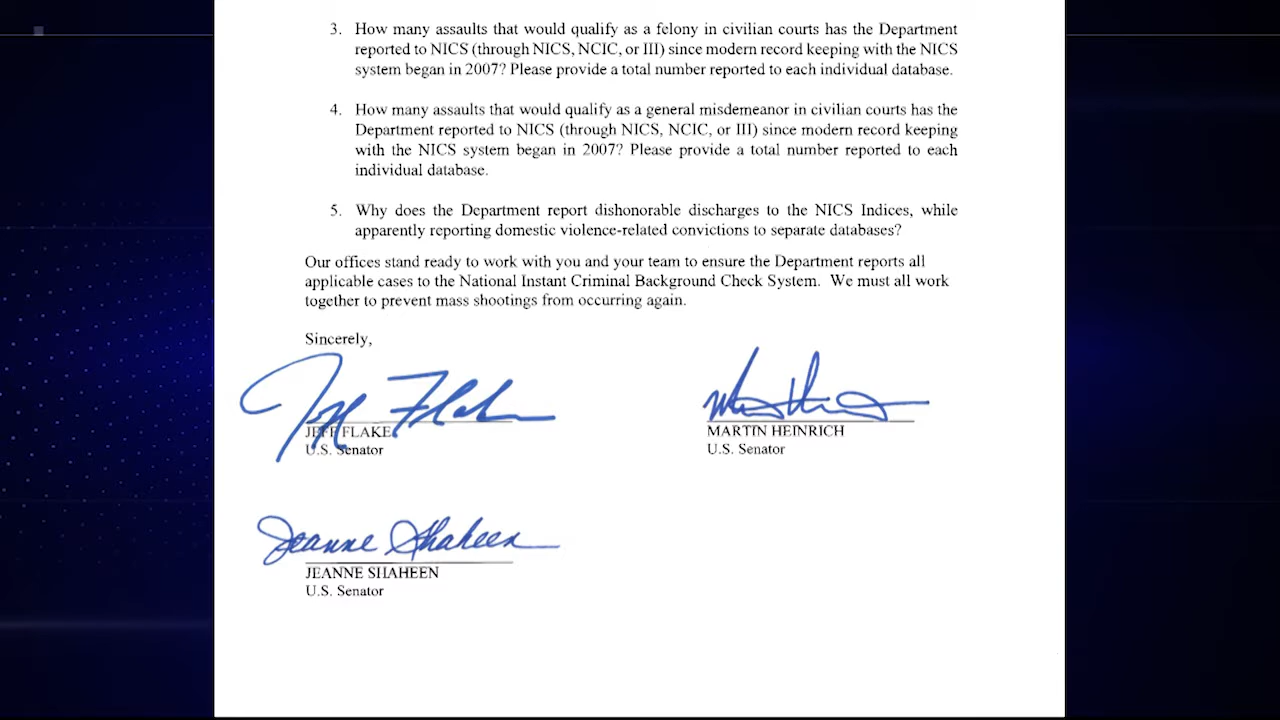 3. How many assaults that would qualify as a felony in civilian courts has the Department
reported to NICS (through NICS, NCIC, or III) since modern record keeping with the NICS
system began in 2007? Please provide a total number reported to each individual database.
4. How many assaults that would qualify as a general misdemeanor in civilian courts has the
Department reported to NICS (through NICS, NCIC, or III) since modern record keeping
with the NICS system began in 2007? Please provide a total number reported to each
individual database.
5. Why does the Department report dishonorable discharges to the NICS Indices, while
apparently reporting domestic violence-related convictions to separate databases?
Our offices stand ready to work with you and your team to ensure the Department reports all
applicable cases to the National Instant Criminal Background Check System. We must all work
together to prevent mass shootings from occurring again.
Sincerely,
Jeff Flake
JEFF FLAKE
U.S. Senator
MARTIN HEINRICH
U.S. Senator
Jeanne Shaheen
JEANNE SHAHEEN
U.S. Senator